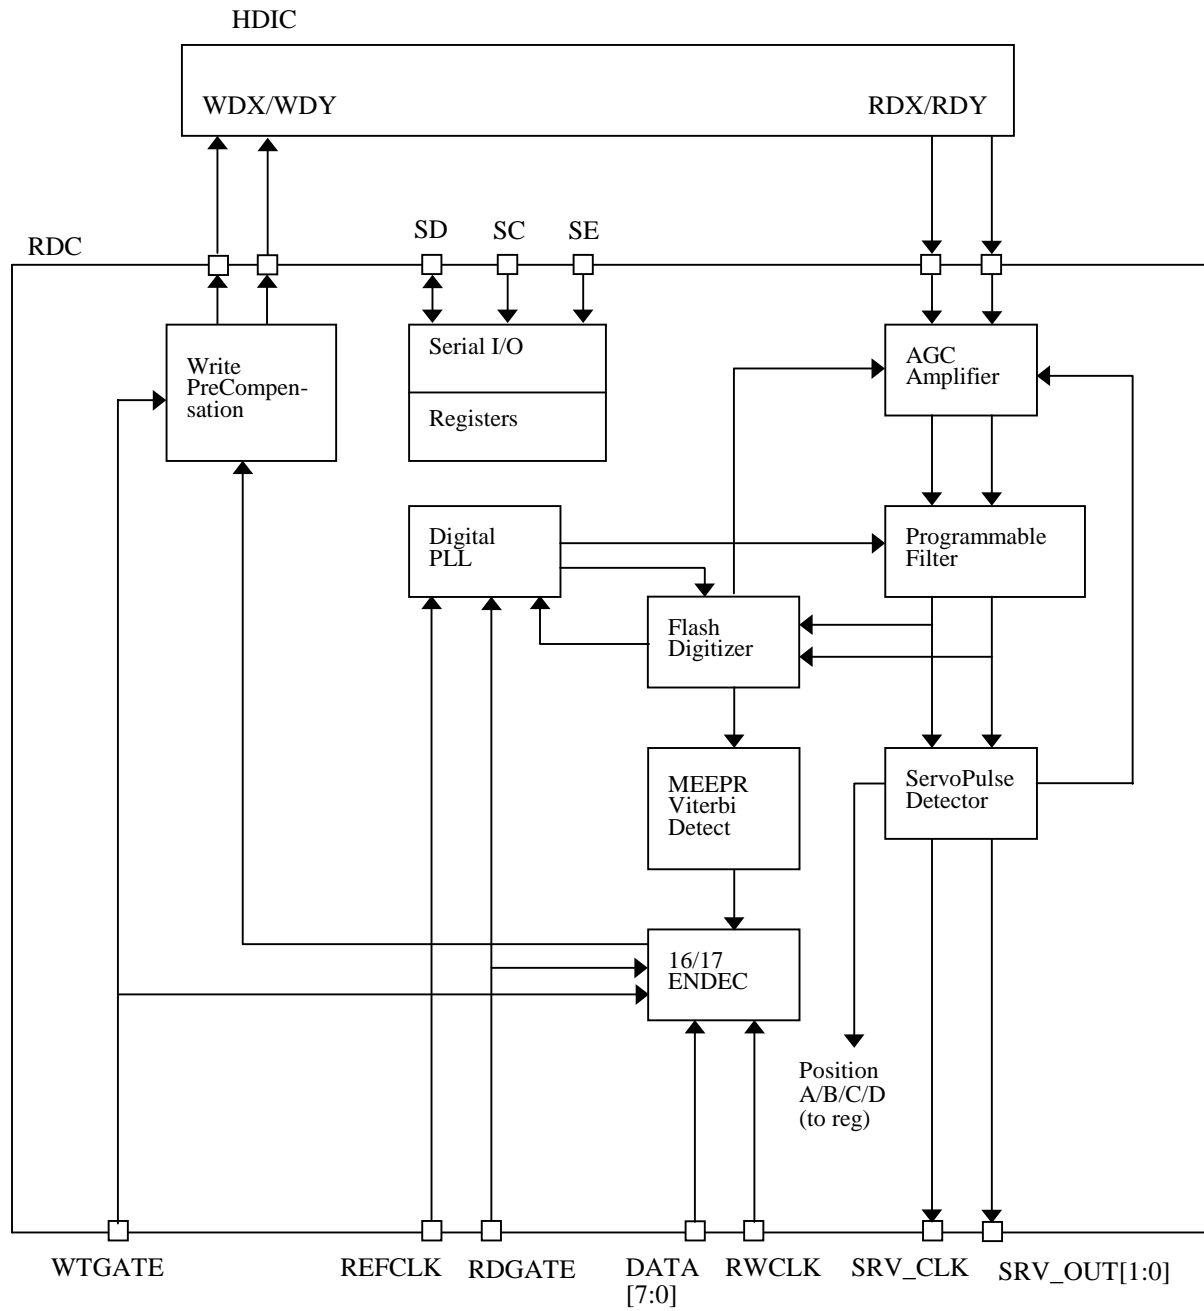 HDIC
WDX/WDY
RDX/RDY
RDC
SD
SC
SE
Write
PreCompen-
sation
Serial I/O
Registers
AGC
Amplifier
Digital
PLL
Programmable
Filter
Flash
Digitizer
MEEPR
Viterbi
Detect
ServoPulse
Detector
16/17
ENDEC
Position
A/B/C/D
(to reg)
WTGATE
REFCLK
RDGATE
DATA
[7:0]
RWCLK
SRV_CLK
SRV_OUT[1:0]